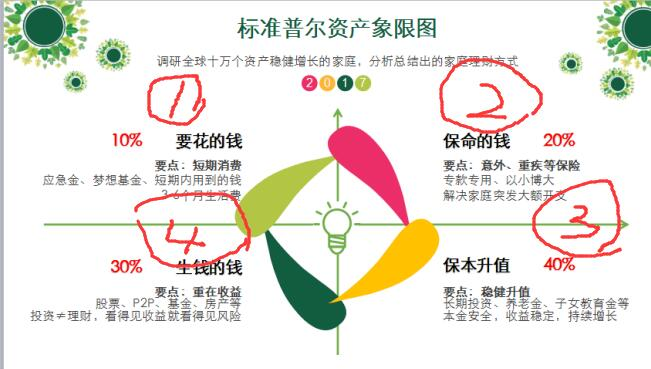 标准普尔资产象限图
调研全球十万个资产稳健增长的家庭，分析总结出的家庭理财方式
2017
1
2
10% 要花的钱
要点：短期消费
应急金、梦想基金、短期内用到的钱
3-6个月生活费
保命的钱 20%
要点：意外、重疾等保险
专款专用、以小博大
解决家庭突发大额开支
4
3
30% 生钱的钱
要点：重在收益
股票、P2P、基金、房产等
投资≠理财，看得见收益就看得见风险
保本升值 40%
要点：稳健升值
长期投资、养老金、子女教育金等
本金安全，收益稳定，持续增长